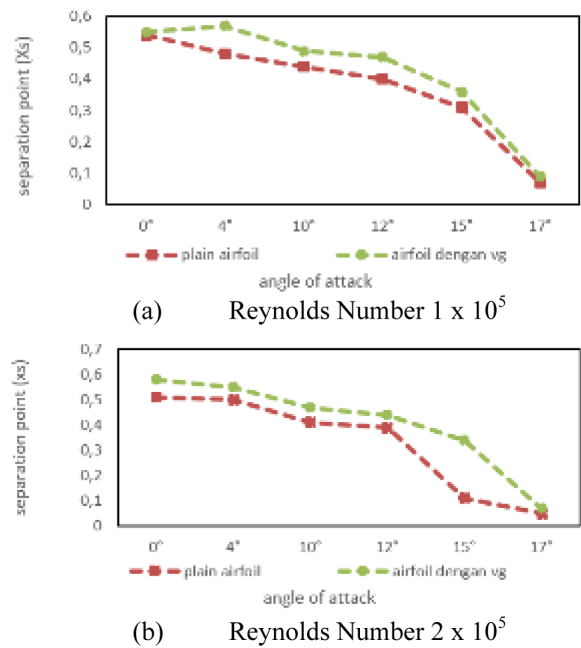 0,6
0,5
0,4
0,3
0,2
0,1
0
separation point (Xs)
0° 4° 10° 12° 15° 17°
plain airfoil airfoil dengan vg
angle of attack
(a) Reynolds Number 1 x 10⁵
0,7
0,6
0,5
0,4
0,3
0,2
0,1
0
separation point (xs)
0° 4° 10° 12° 15° 17°
plain airfoil airfoil dengan vg
angle of attack
(b) Reynolds Number 2 x 10⁵